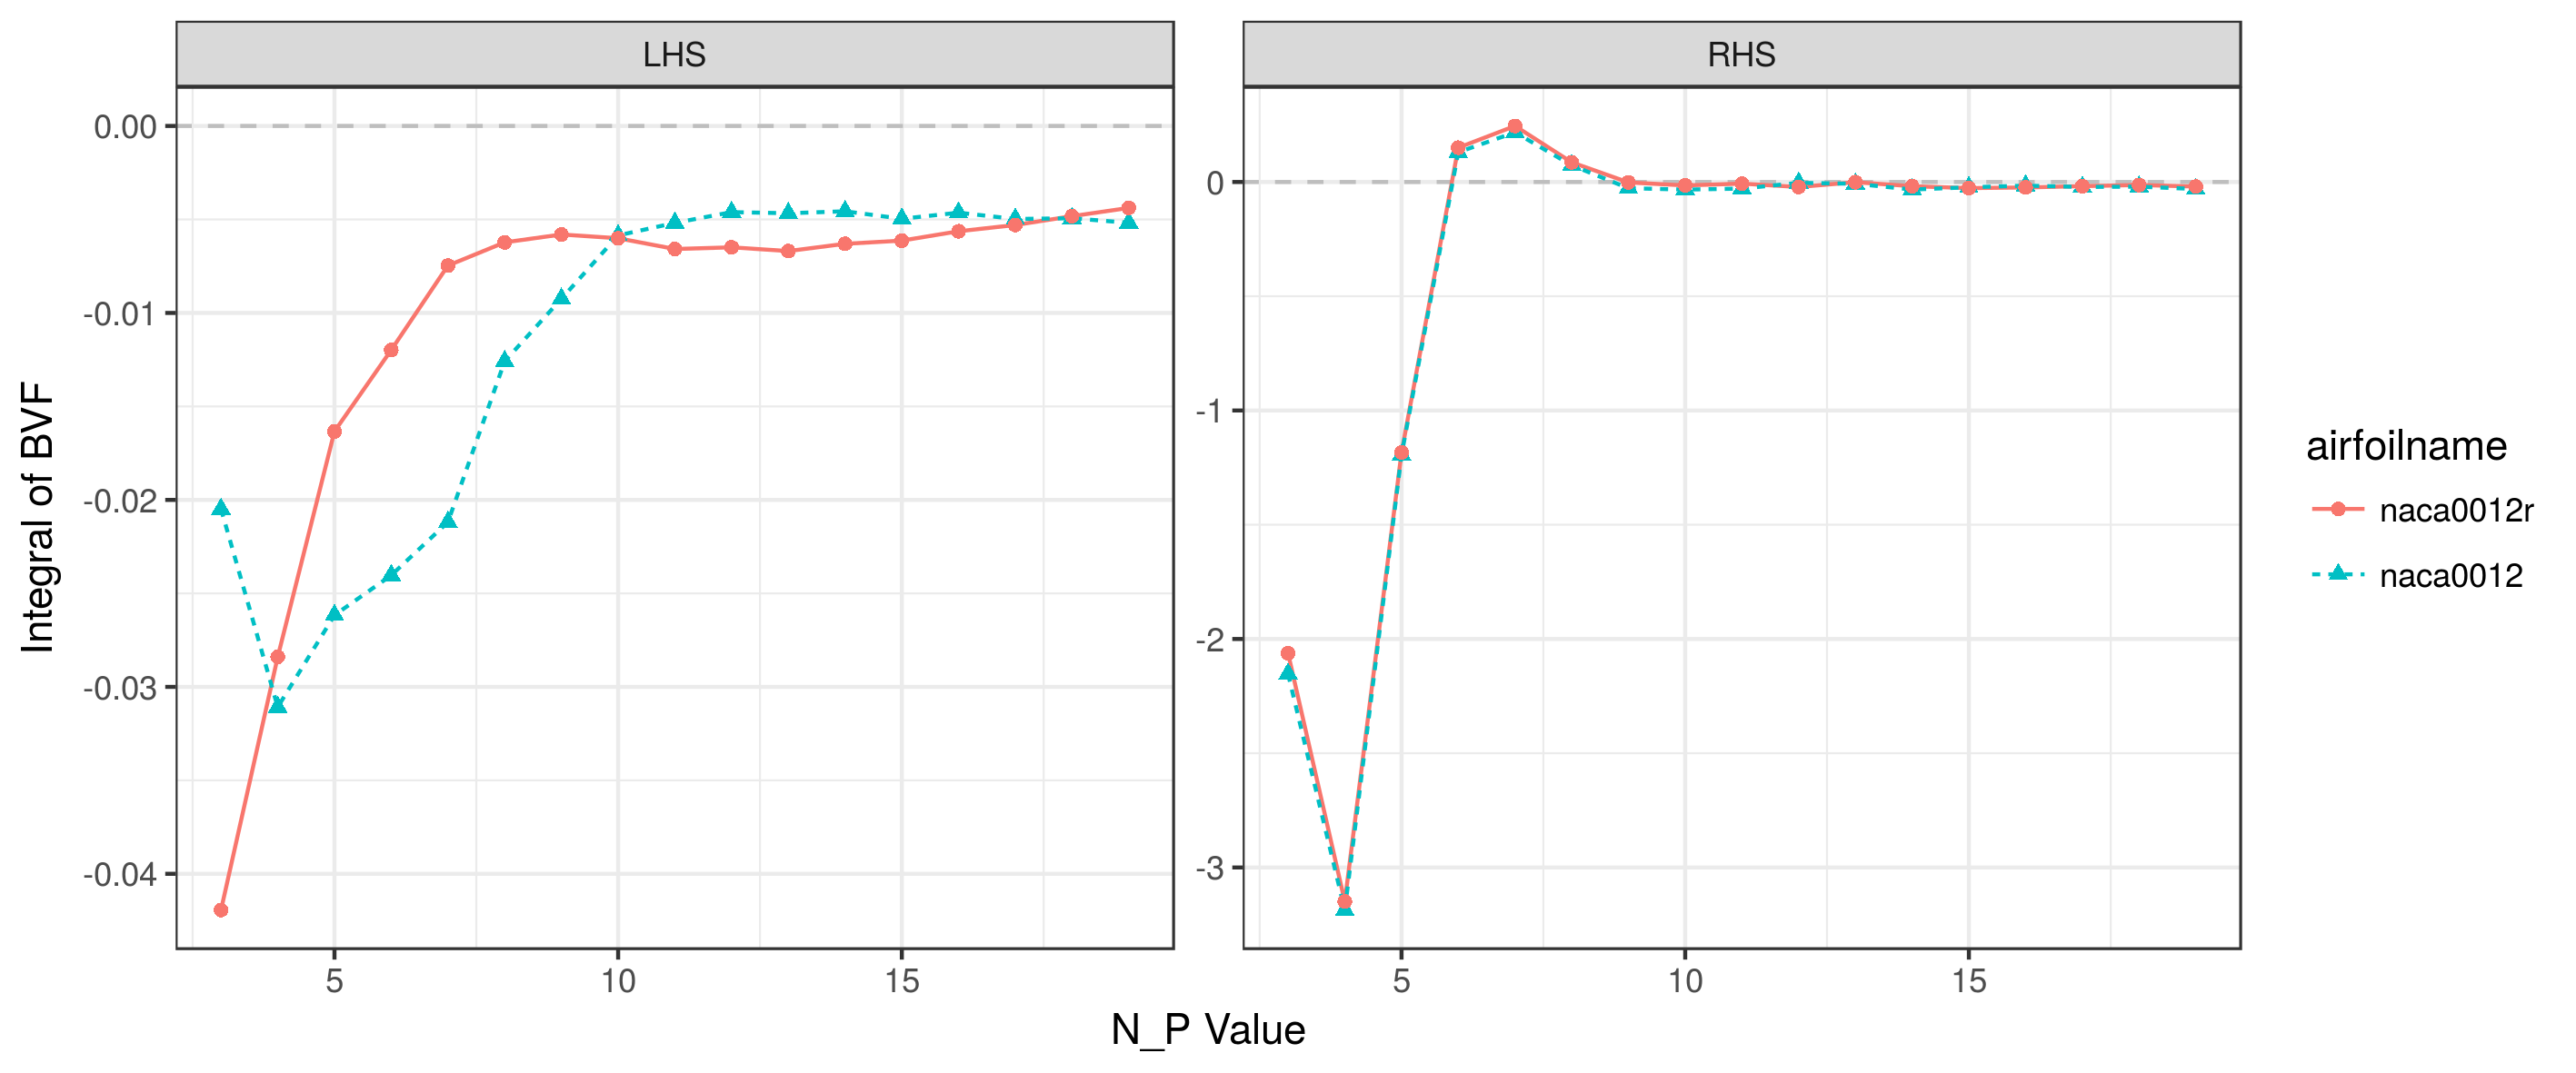 LHS
RHS
Integral of BVF
0.00
-0.01
-0.02
-0.03
-0.04
5
10
15
0
-1
-2
-3
5
10
15
N_P Value
airfoilname
naca0012r
naca0012